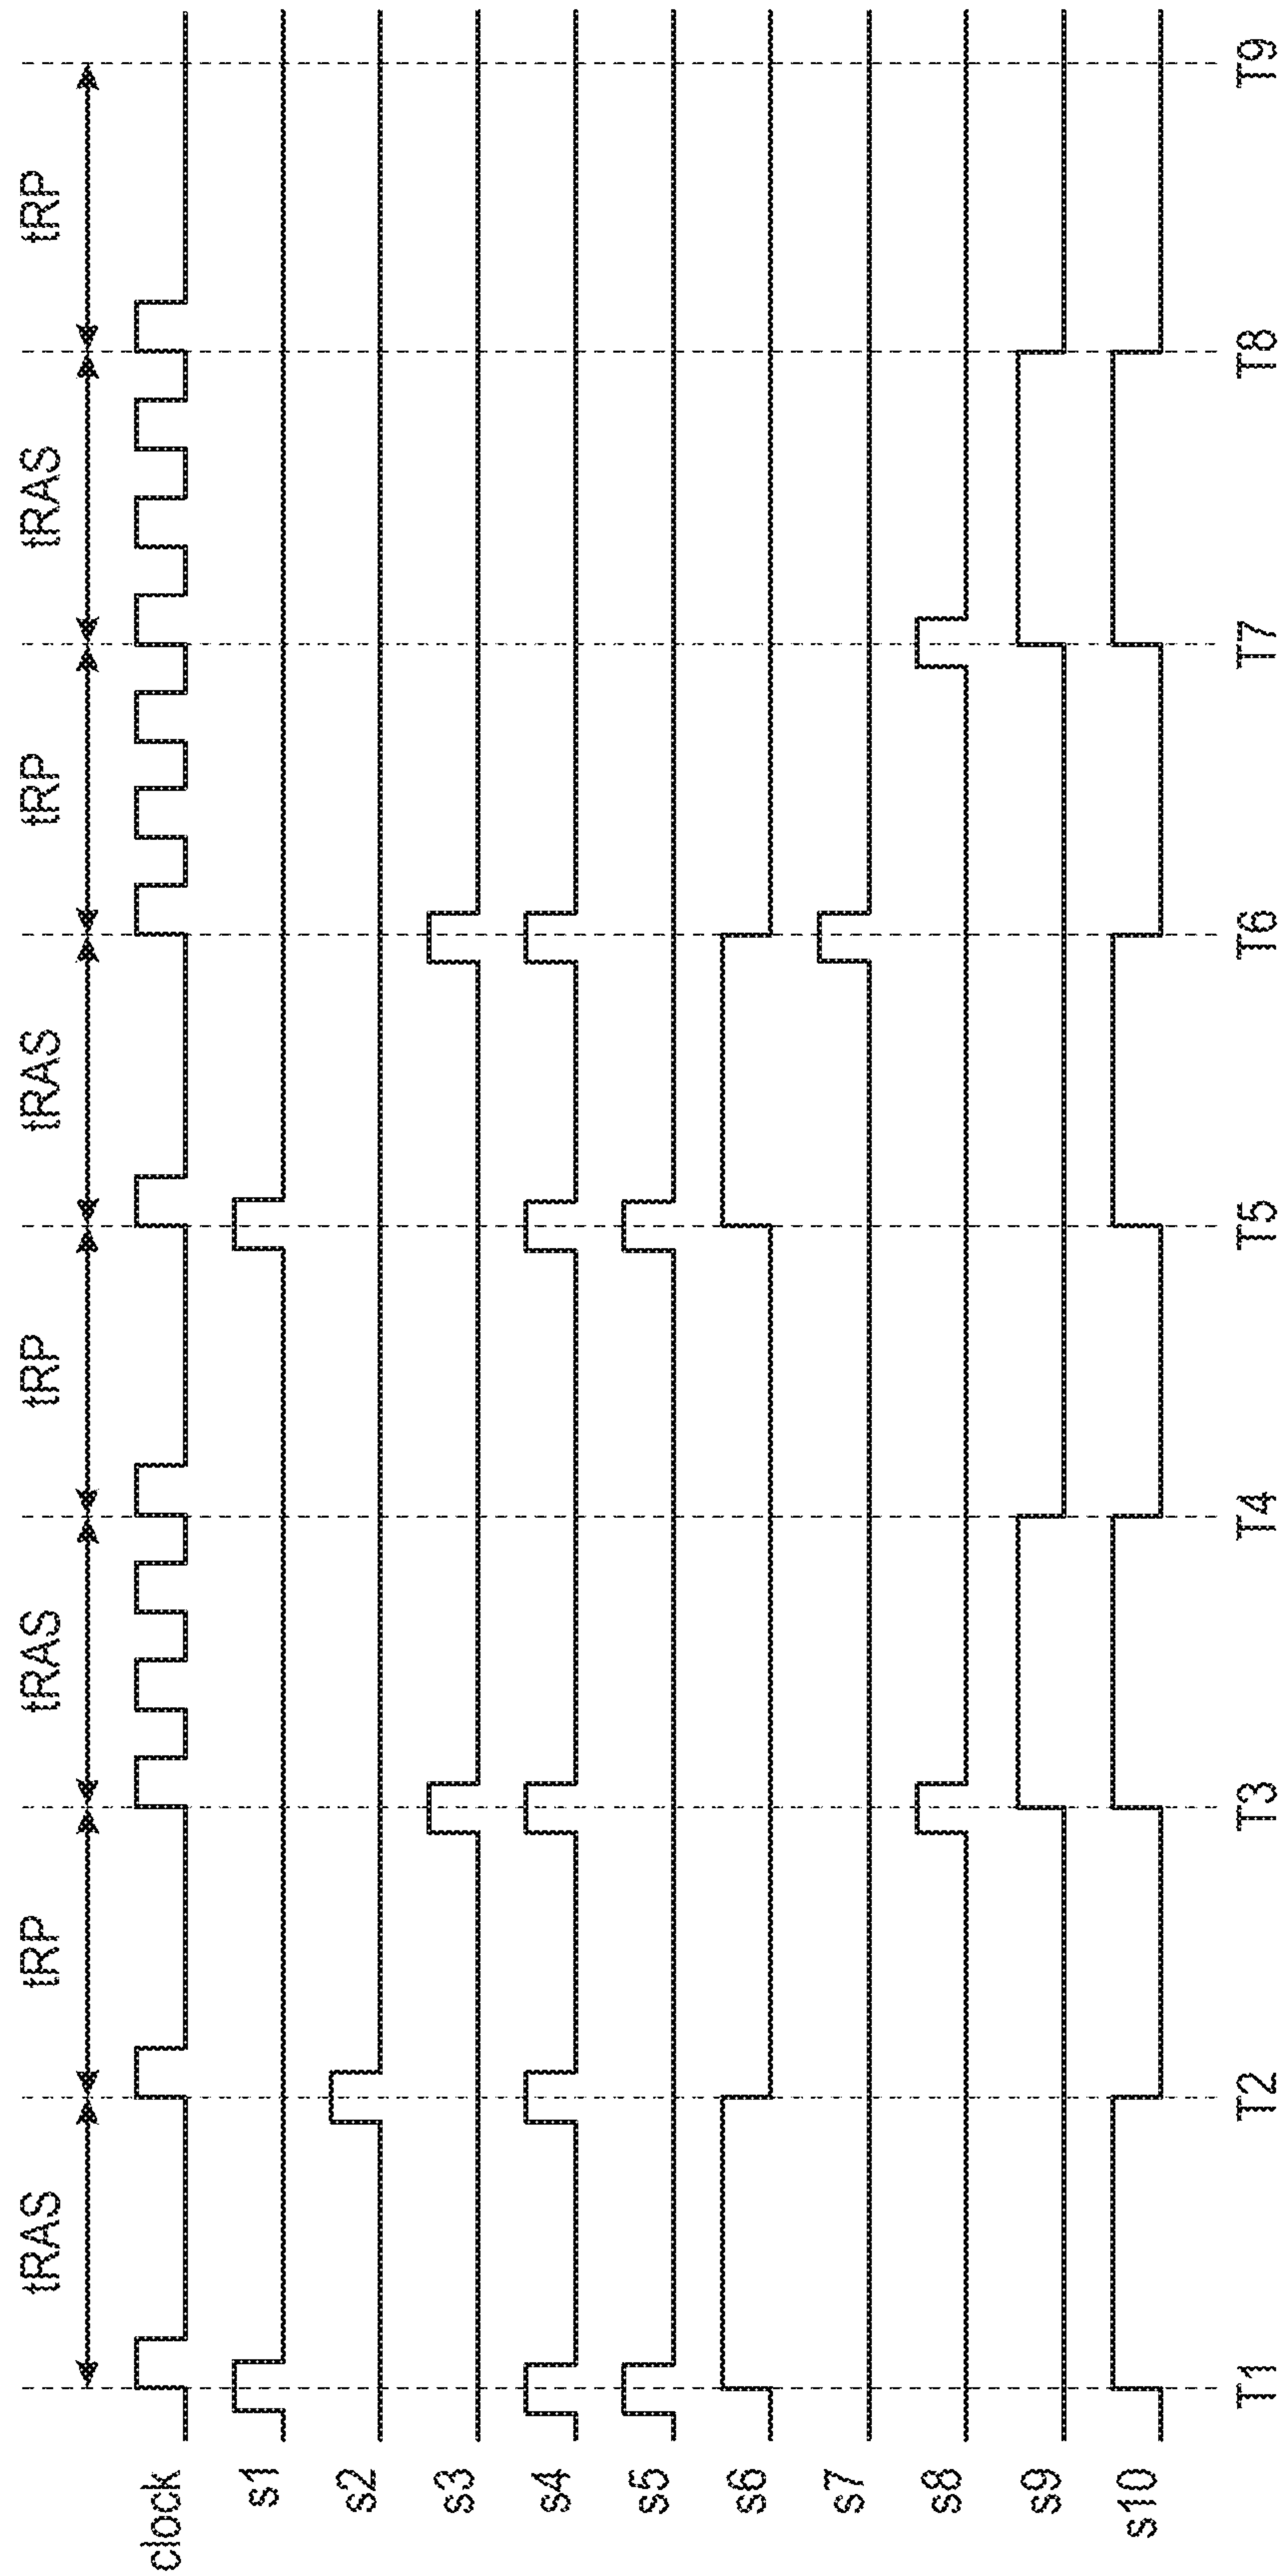 tRAS tRP tRAS tRP tRAS tRP tRAS tRP
clock
s1
s2
s3
s4
s5
s6
s7
s8
s9
s10
T1 T2 T3 T4 T5 T6 T7 T8 T9